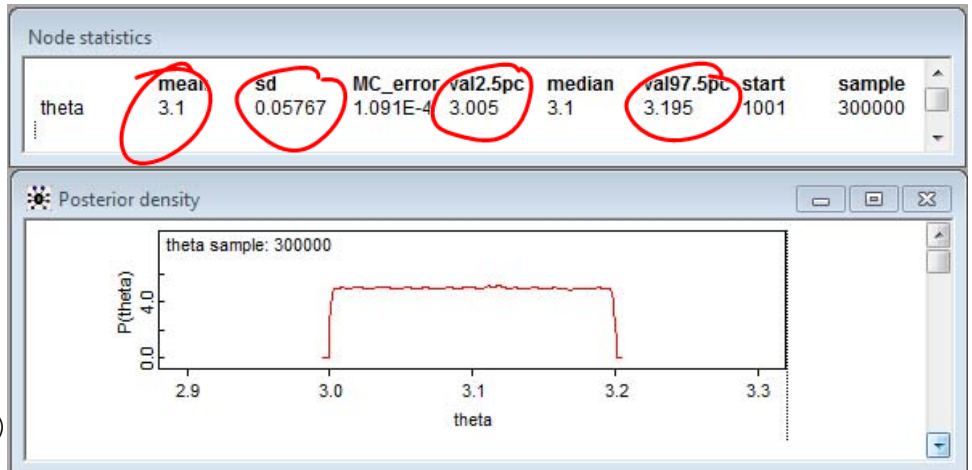 Node statistics
mean sd MC_error val2.5pc median val97.5pc start sample
theta 3.1 0.05767 1.091E-4 3.005 3.1 3.195 1001 300000
Posterior density
theta sample: 300000
P(theta)
4.0
0.0
2.9 3.0 3.1 3.2 3.3
theta
)